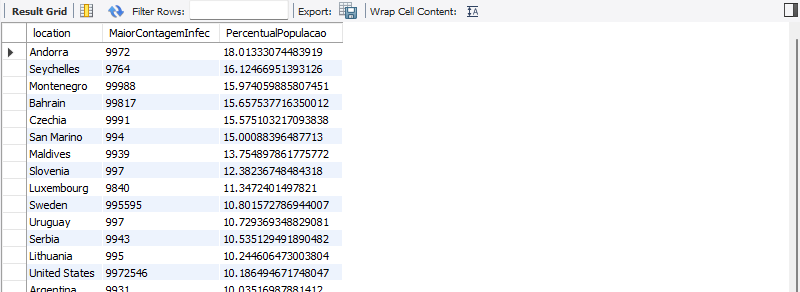 Result Grid Filter Rows: Export: Wrap Cell Content:
location MaiorContagemInfec PercentualPopulacao
Andorra 9972 18.01333074483919
Seychelles 9764 16.12466951393126
Montenegro 99988 15.974059885807451
Bahrain 99817 15.657537716350012
Czechia 9991 15.575103217093838
San Marino 994 15.00088396487713
Maldives 9939 13.754897861775772
Slovenia 997 12.38236748484318
Luxembourg 9840 11.3472401497821
Sweden 995595 10.801572786944007
Uruguay 997 10.729369348829081
Serbia 9943 10.535129491890482
Lithuania 995 10.244606473003804
United States 9972546 10.186494671748047
Argentina 9931 10.03516987881412